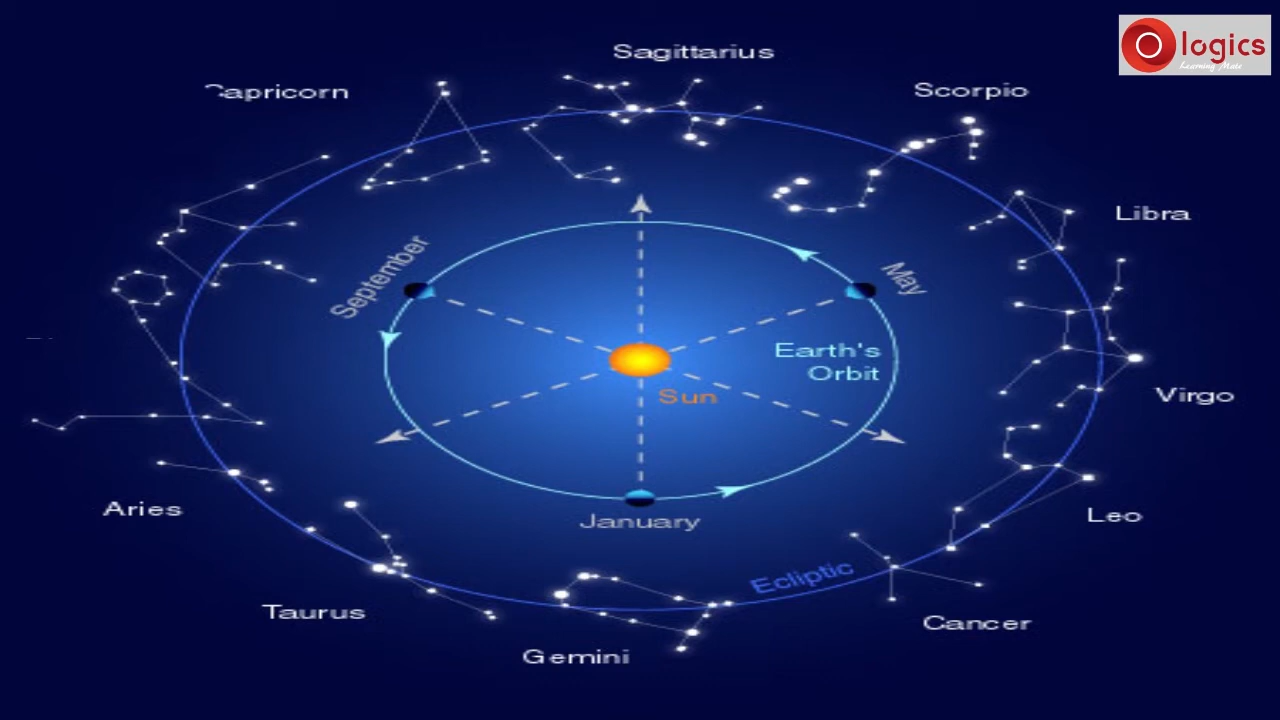 Ologics
Learning Mate
Sagittarius
Capricorn
Scorpio
Libra
September
May
Earth's
Orbit
Sun
Virgo
Aries
Leo
January
Ecliptic
Taurus
Cancer
Gemini